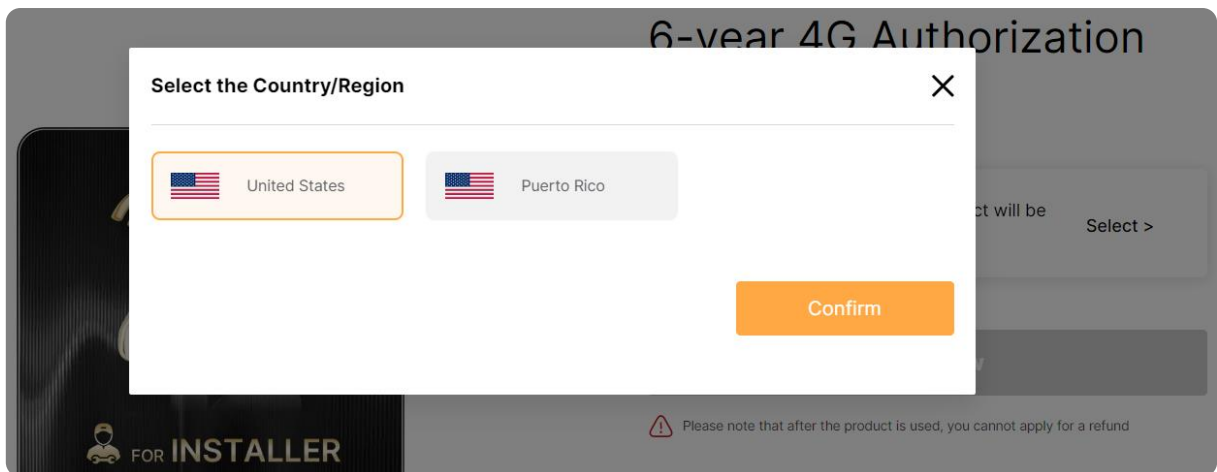 6-year 4G Authorization
Select the Country/Region
United States
Puerto Rico
ct will be
Select >
Confirm
Please note that after the product is used, you cannot apply for a refund
FOR INSTALLER